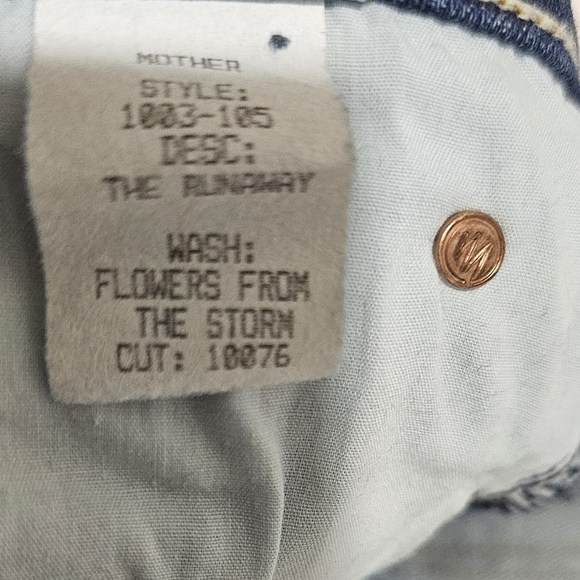 MOTHER
STYLE:
1003-105
DESC:
THE RUNAWAY
WASH:
FLOWERS FROM
THE STORM
CUT: 10076
M